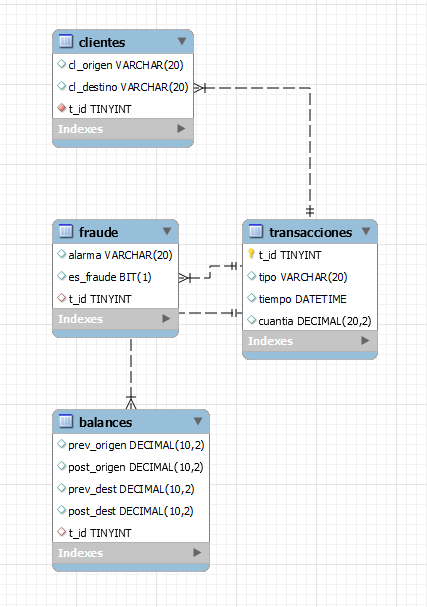 clientes
cl_origen VARCHAR(20)
cl_destino VARCHAR(20)
t_id TINYINT
Indexes
fraude
alarma VARCHAR(20)
es_fraude BIT(1)
t_id TINYINT
Indexes
transacciones
t_id TINYINT
tipo VARCHAR(20)
tiempo DATETIME
cuantia DECIMAL(20,2)
Indexes
balances
prev_origen DECIMAL(10,2)
post_origen DECIMAL(10,2)
prev_dest DECIMAL(10,2)
post_dest DECIMAL(10,2)
t_id TINYINT
Indexes